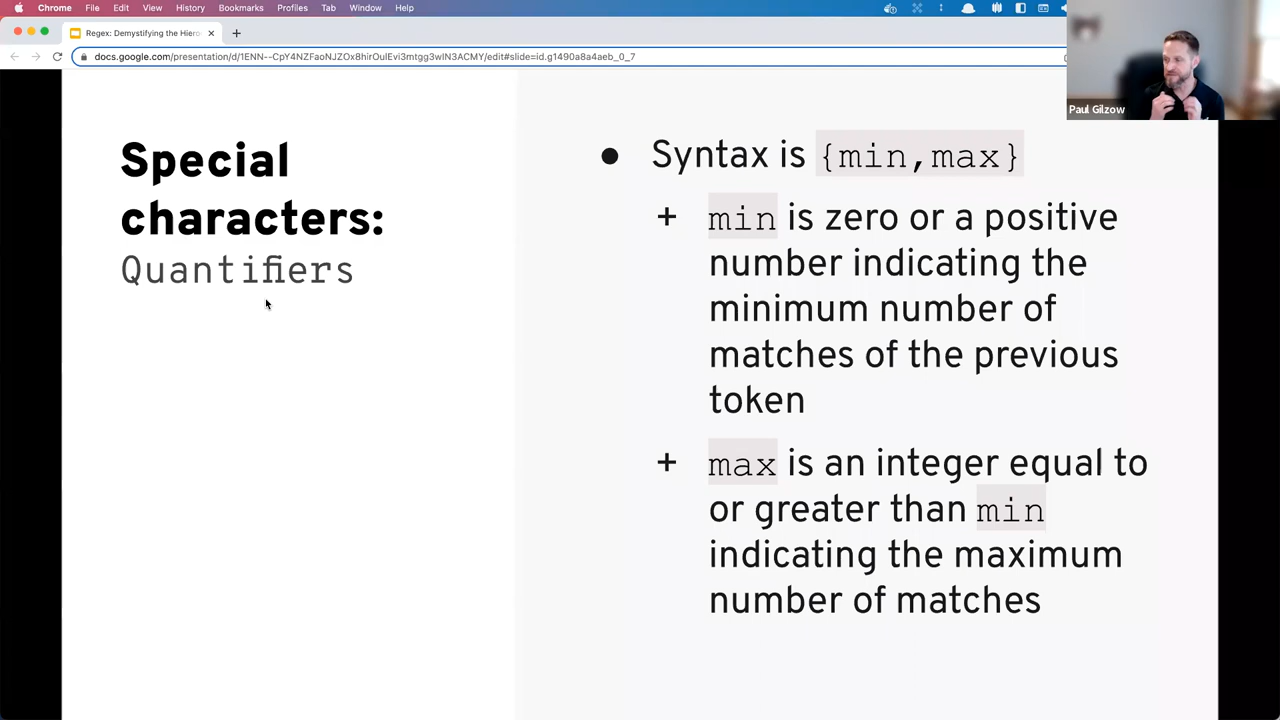 Chrome File Edit View History Bookmarks Profiles Tab Window Help
Regex: Demystifying the Hiero
docs.google.com/presentation/d/1ENN--CpY4NZFaoNJZOx8hirOulEvi3mtgg3wlN3ACMY/edit#slide=id.g1490a8a4aeb_0_7
Paul Gilzow
Special
characters:
Quantifiers
● Syntax is {min,max}
+ min is zero or a positive
number indicating the
minimum number of
matches of the previous
token
+ max is an integer equal to
or greater than min
indicating the maximum
number of matches